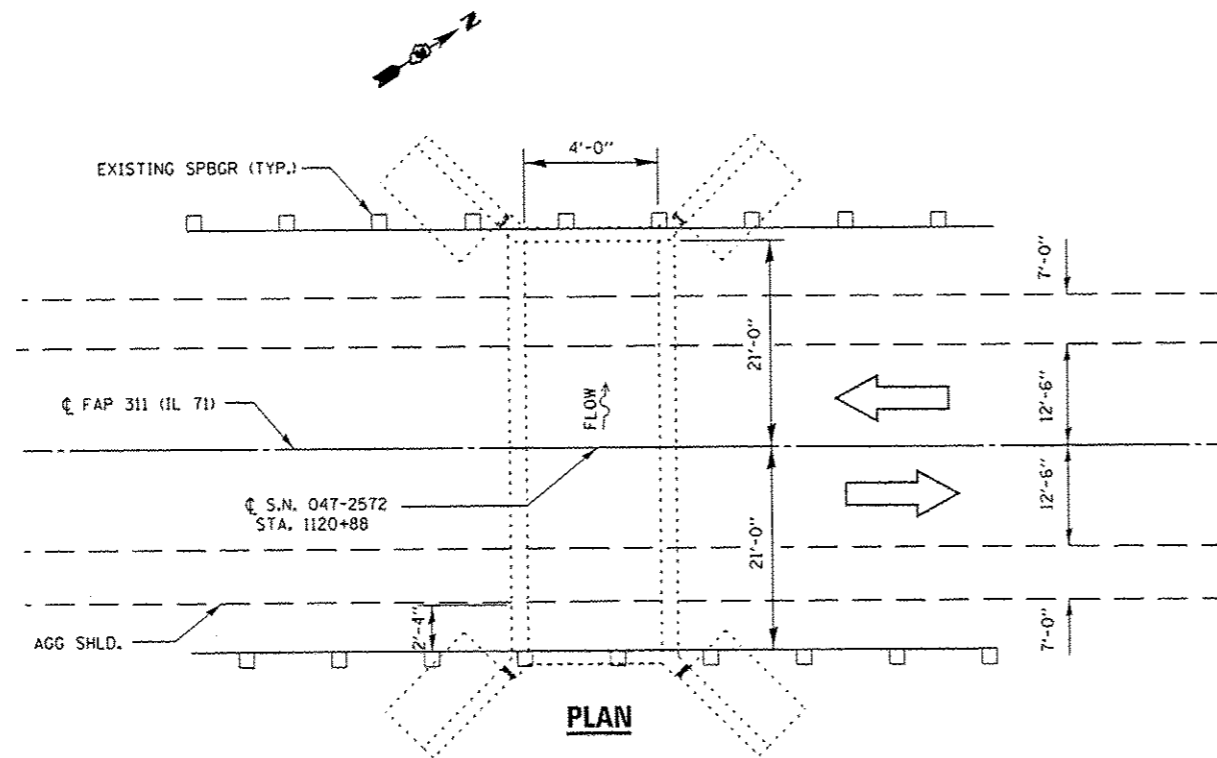 N
4'-0"
EXISTING SPBGR (TYP.)
7'-0"
21'-0"
12'-6"
FLOW
℄ FAP 311 (IL 71)
12'-6"
℄ S.N. 047-2572
STA. 1120+88
21'-0"
2'-4"
AGG SHLD.
7'-0"
PLAN